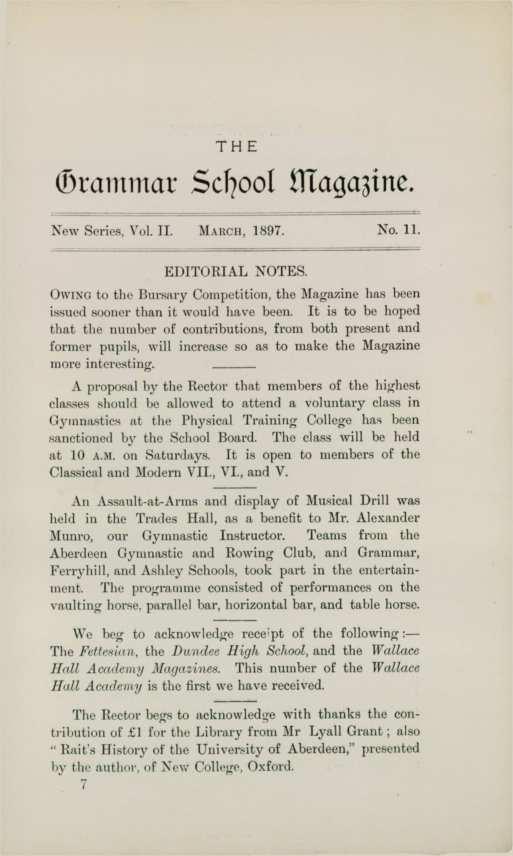 THE
Grammar School Magazine.
New Series, Vol. II. MARCH, 1897. No. 11.
EDITORIAL NOTES.
OWING to the Bursary Competition, the Magazine has been
issued sooner than it would have been. It is to be hoped
that the number of contributions, from both present and
former pupils, will increase so as to make the Magazine
more interesting.
A proposal by the Rector that members of the highest
classes should be allowed to attend a voluntary class in
Gymnastics at the Physical Training College has been
sanctioned by the School Board. The class will be held
at 10 A.M. on Saturdays. It is open to members of the
Classical and Modern VII., VI., and V.
An Assault-at-Arms and display of Musical Drill was
held in the Trades Hall, as a benefit to Mr. Alexander
Munro, our Gymnastic Instructor. Teams from the
Aberdeen Gymnastic and Rowing Club, and Grammar,
Ferryhill, and Ashley Schools, took part in the entertain-
ment. The programme consisted of performances on the
vaulting horse, parallel bar, horizontal bar, and table horse.
We beg to acknowledge receipt of the following:—
The Fettesian, the Dundee High School, and the Wallace
Hall Academy Magazines. This number of the Wallace
Hall Academy is the first we have received.
The Rector begs to acknowledge with thanks the con-
tribution of £1 for the Library from Mr Lyall Grant; also
"Rait's History of the University of Aberdeen," presented
by the author, of New College, Oxford.
7